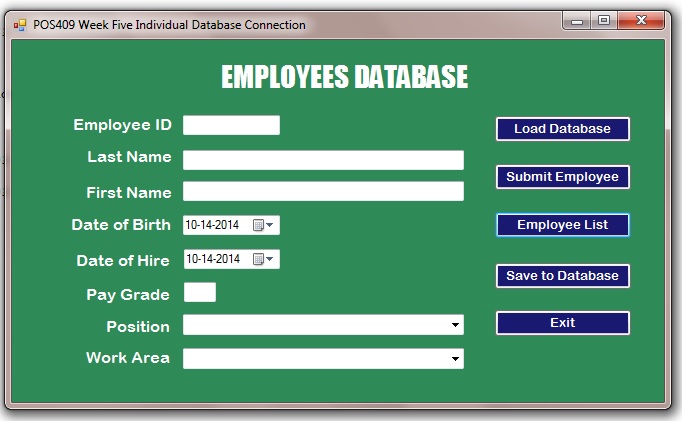 POS409 Week Five Individual Database Connection
EMPLOYEES DATABASE
Employee ID
Last Name
First Name
Date of Birth 10-14-2014
Date of Hire 10-14-2014
Pay Grade
Position
Work Area
Load Database
Submit Employee
Employee List
Save to Database
Exit